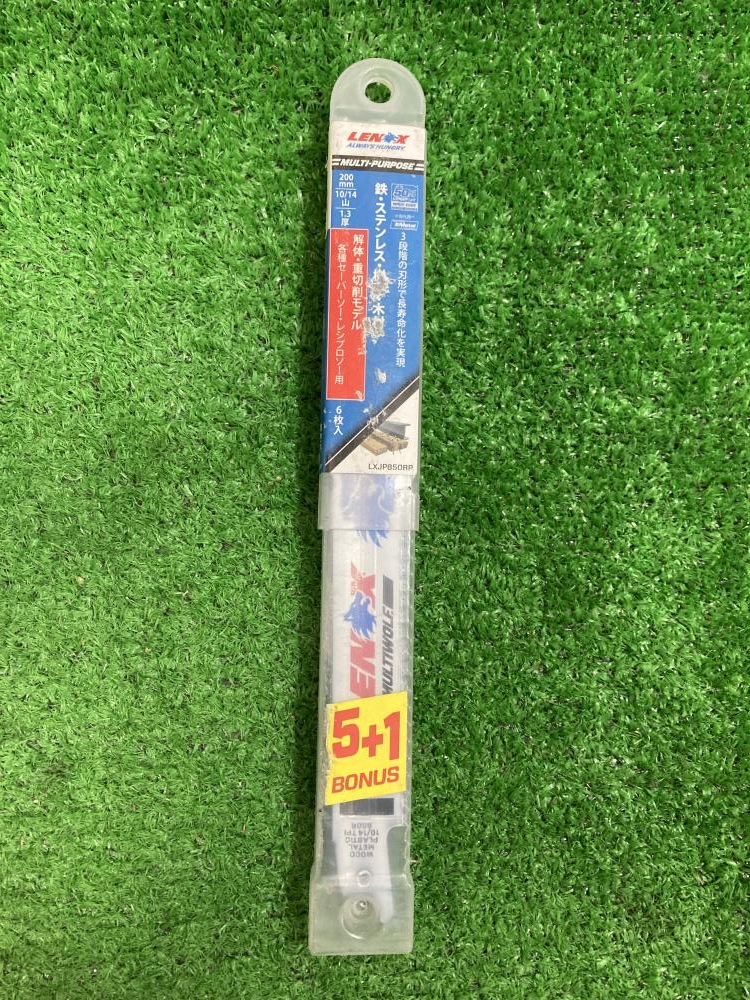 LENOX
ALWAYS HUNGRY.
MULTI-PURPOSE
200
mm
10/14
山
1.3
厚
鉄・ステンレス・
木
3段階の刃形で長寿命化を実現
解体・重切削モデル
各種セーバーソー・レシプロソー用
6枚入
LXJP850RP
LENOX
5+1
BONUS
WOOD
METAL
PLASTIC
10/14 TPI